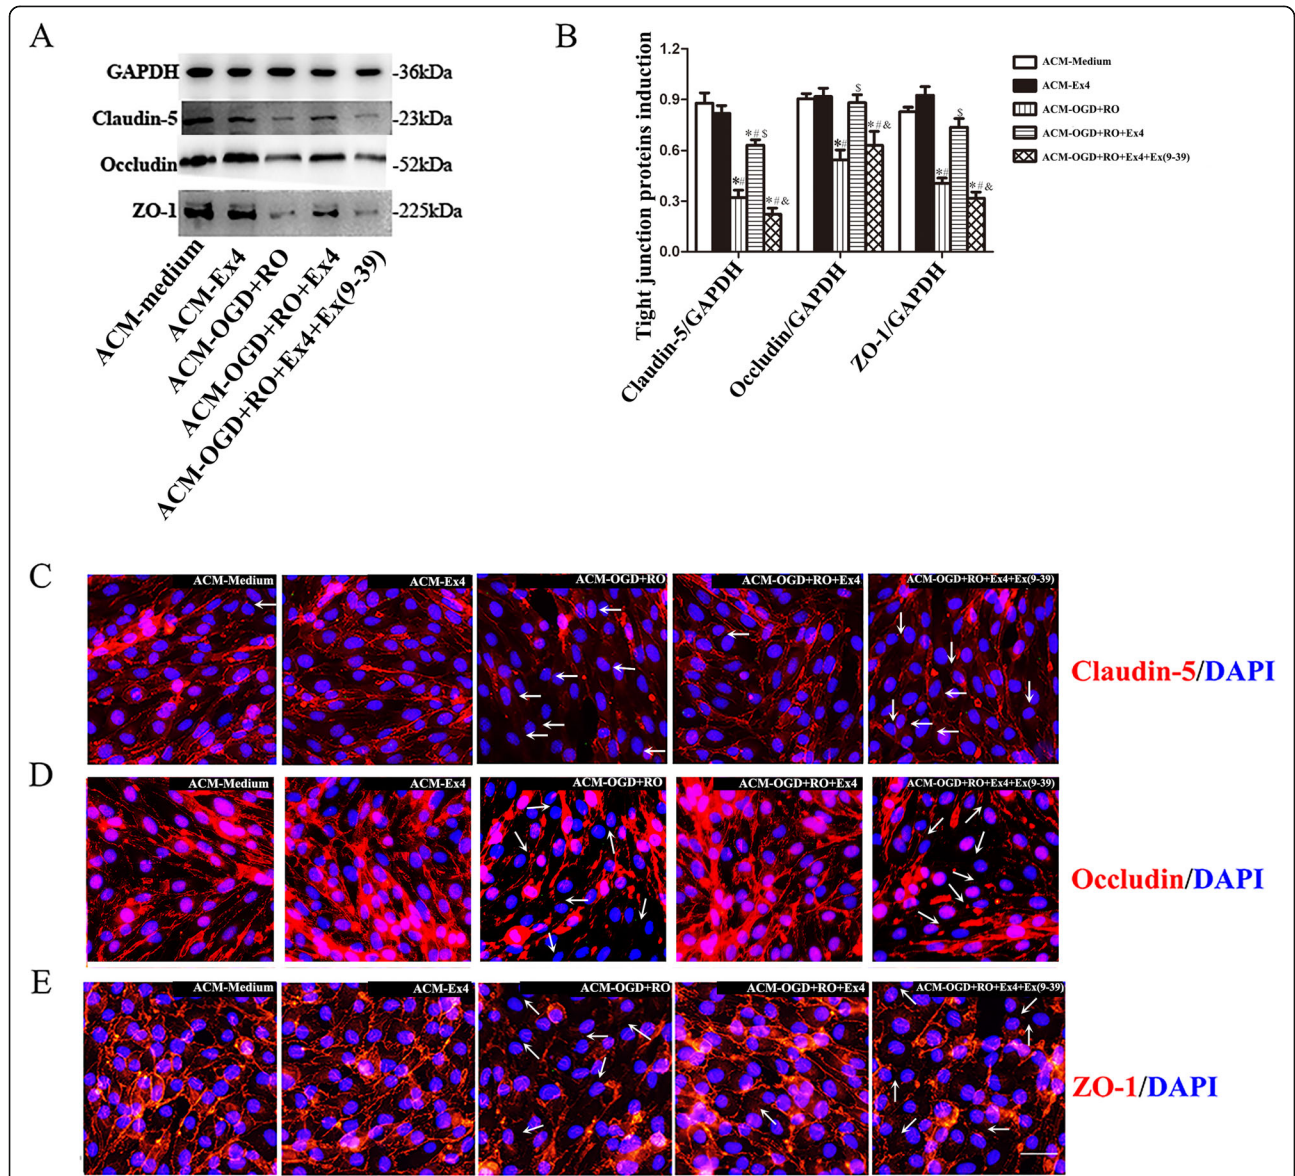 A
GAPDH
-36kDa
Claudin-5
-23kDa
Occludin
-52kDa
ZO-1
-225kDa
ACM-medium
ACM-Ex4
ACM-OGD+RO
ACM-OGD+RO+Ex4
ACM-OGD+RO+Ex4+Ex(9-39)
B
Tight junction proteins induction
1.2
0.9
0.6
0.3
0.0
*#
*#$
*#&
*#
$
*#&
*#
$
*#&
Claudin-5/GAPDH
Occludin/GAPDH
ZO-1/GAPDH
ACM-Medium
ACM-Ex4
ACM-OGD+RO
ACM-OGD+RO+Ex4
ACM-OGD+RO+Ex4+Ex(9-39)
C
ACM-Medium
ACM-Ex4
ACM-OGD+RO
ACM-OGD+RO+Ex4
ACM-OGD+RO+Ex4+Ex(9-39)
Claudin-5/DAPI
D
ACM-Medium
ACM-Ex4
ACM-OGD+RO
ACM-OGD+RO+Ex4
ACM-OGD+RO+Ex4+Ex(9-39)
Occludin/DAPI
E
ACM-Medium
ACM-Ex4
ACM-OGD+RO
ACM-OGD+RO+Ex4
ACM-OGD+RO+Ex4+Ex(9-39)
ZO-1/DAPI